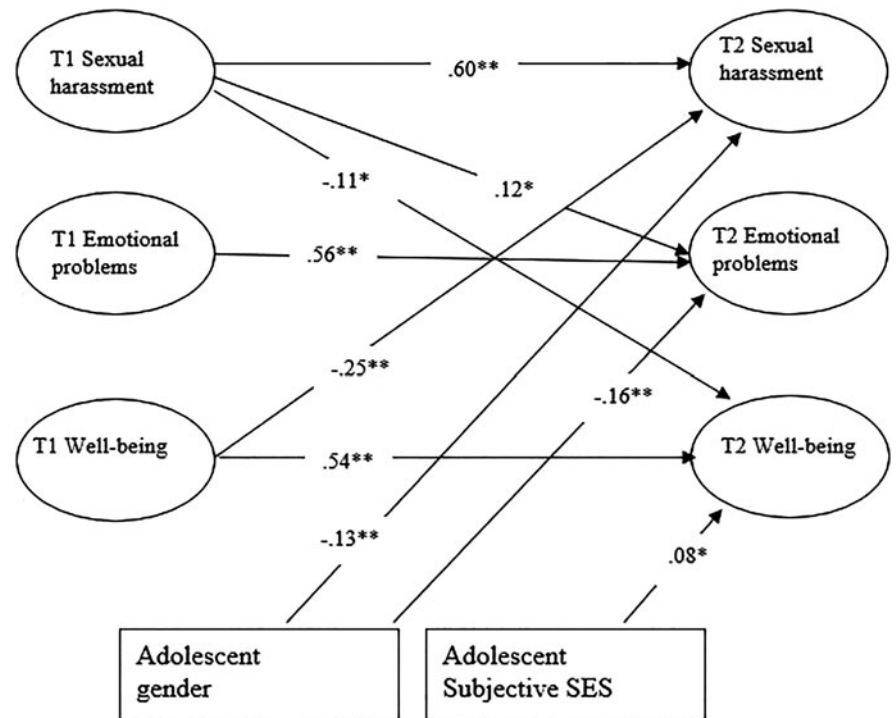 T1 Sexual
harassment
T2 Sexual
harassment
.60**
-.11*
.12*
T1 Emotional
problems
T2 Emotional
problems
.56**
-.25**
-.16**
T1 Well-being
T2 Well-being
.54**
-.13**
.08*
Adolescent
gender
Adolescent
Subjective SES